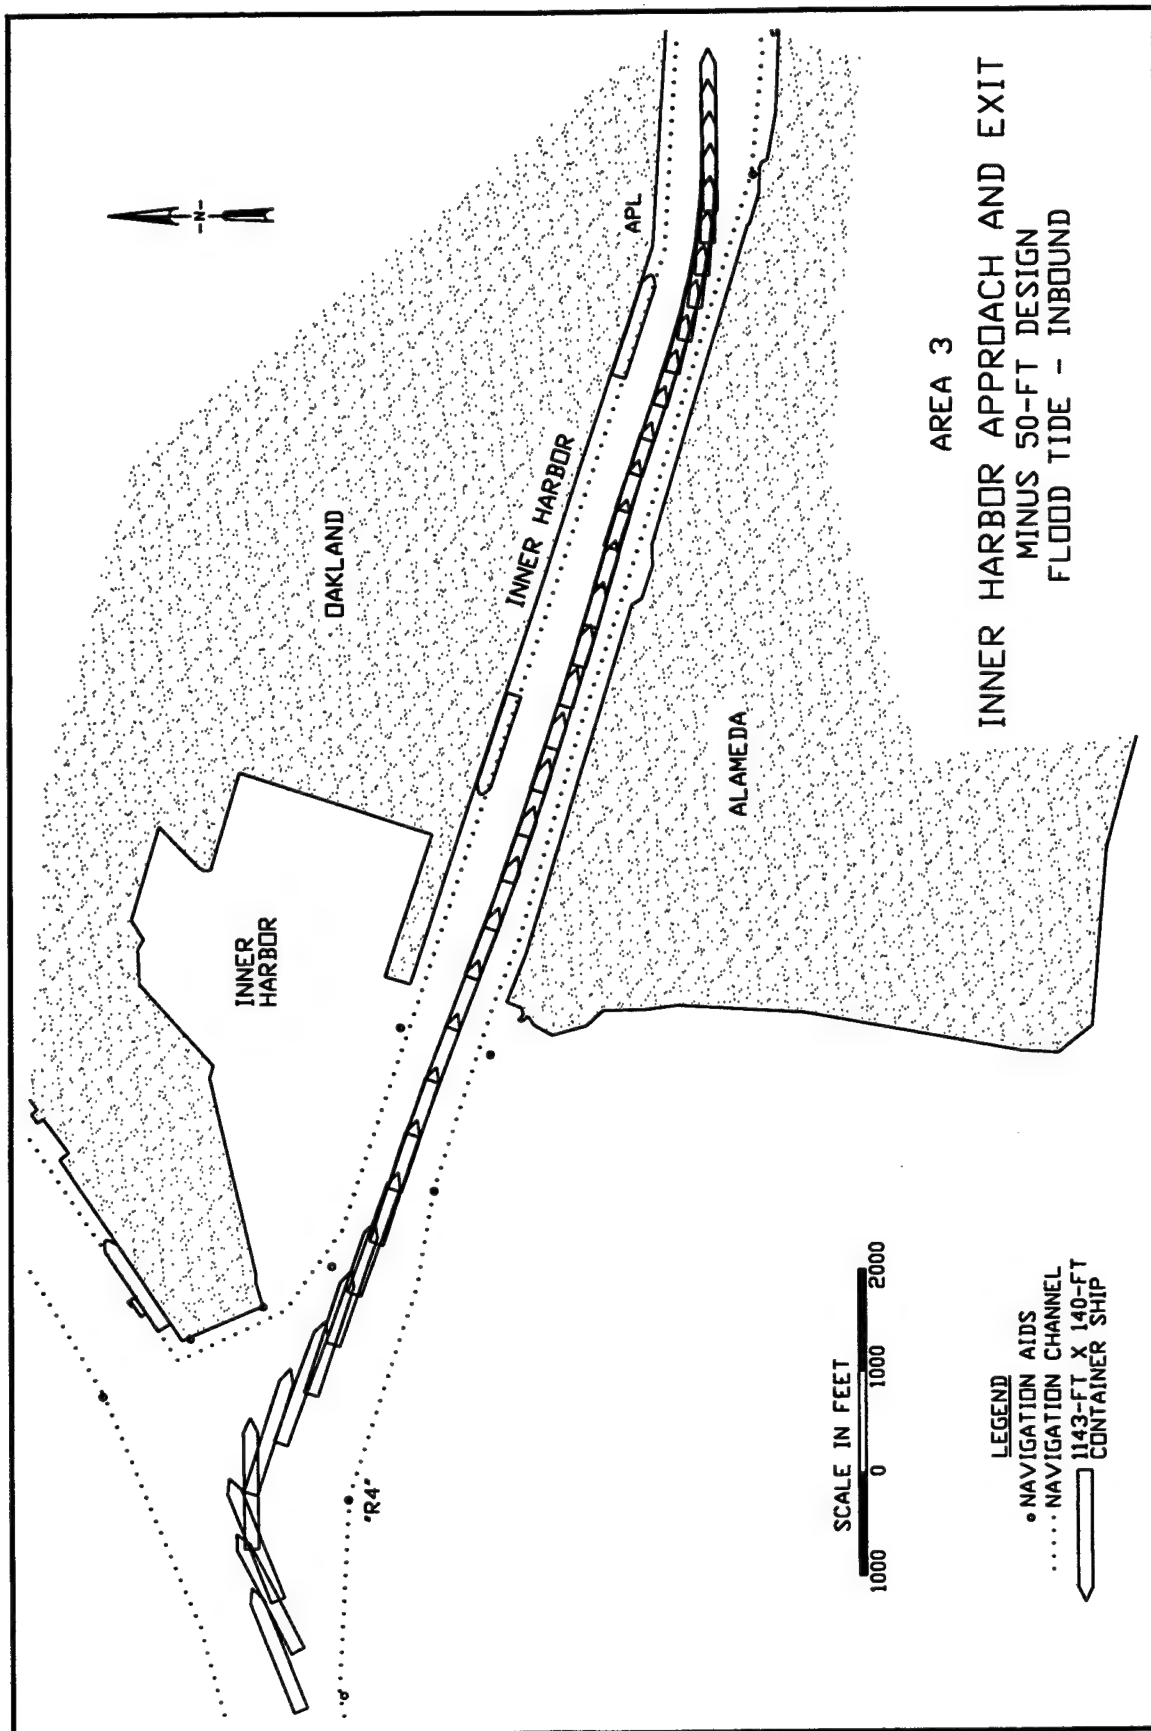 -N-
APL
INNER HARBOR
OAKLAND
INNER
HARBOR
ALAMEDA
"R4"
AREA 3
INNER HARBOR APPROACH AND EXIT
MINUS 50-FT DESIGN
FLOOD TIDE - INBOUND
SCALE IN FEET
1000 0 1000 2000
LEGEND
NAVIGATION AIDS
NAVIGATION CHANNEL
1143-FT X 140-FT
CONTAINER SHIP